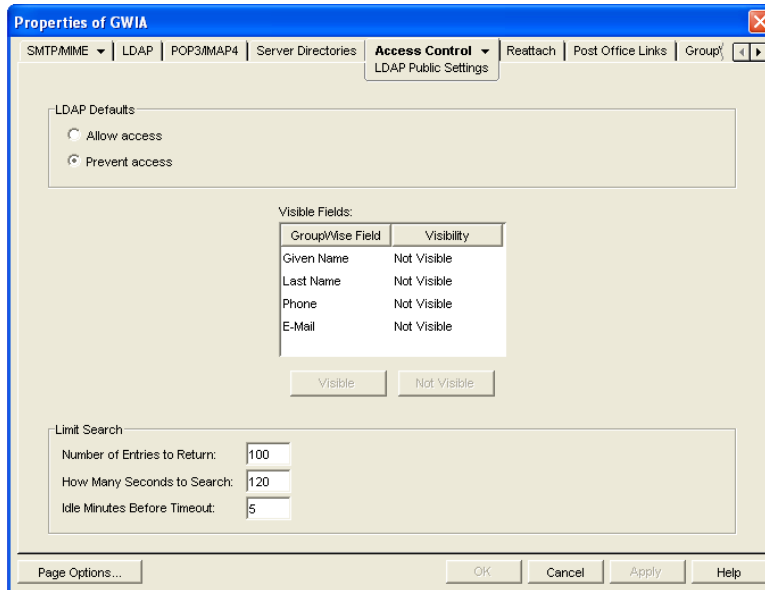 Properties of GWIA
SMTP/MIME LDAP POP3/IMAP4 Server Directories Access Control Reattach Post Office Links GroupW
LDAP Public Settings
LDAP Defaults
Allow access
Prevent access
Visible Fields:
GroupWise Field Visibility
Given Name Not Visible
Last Name Not Visible
Phone Not Visible
E-Mail Not Visible
Visible Not Visible
Limit Search
Number of Entries to Return: 100
How Many Seconds to Search: 120
Idle Minutes Before Timeout: 5
Page Options... OK Cancel Apply Help